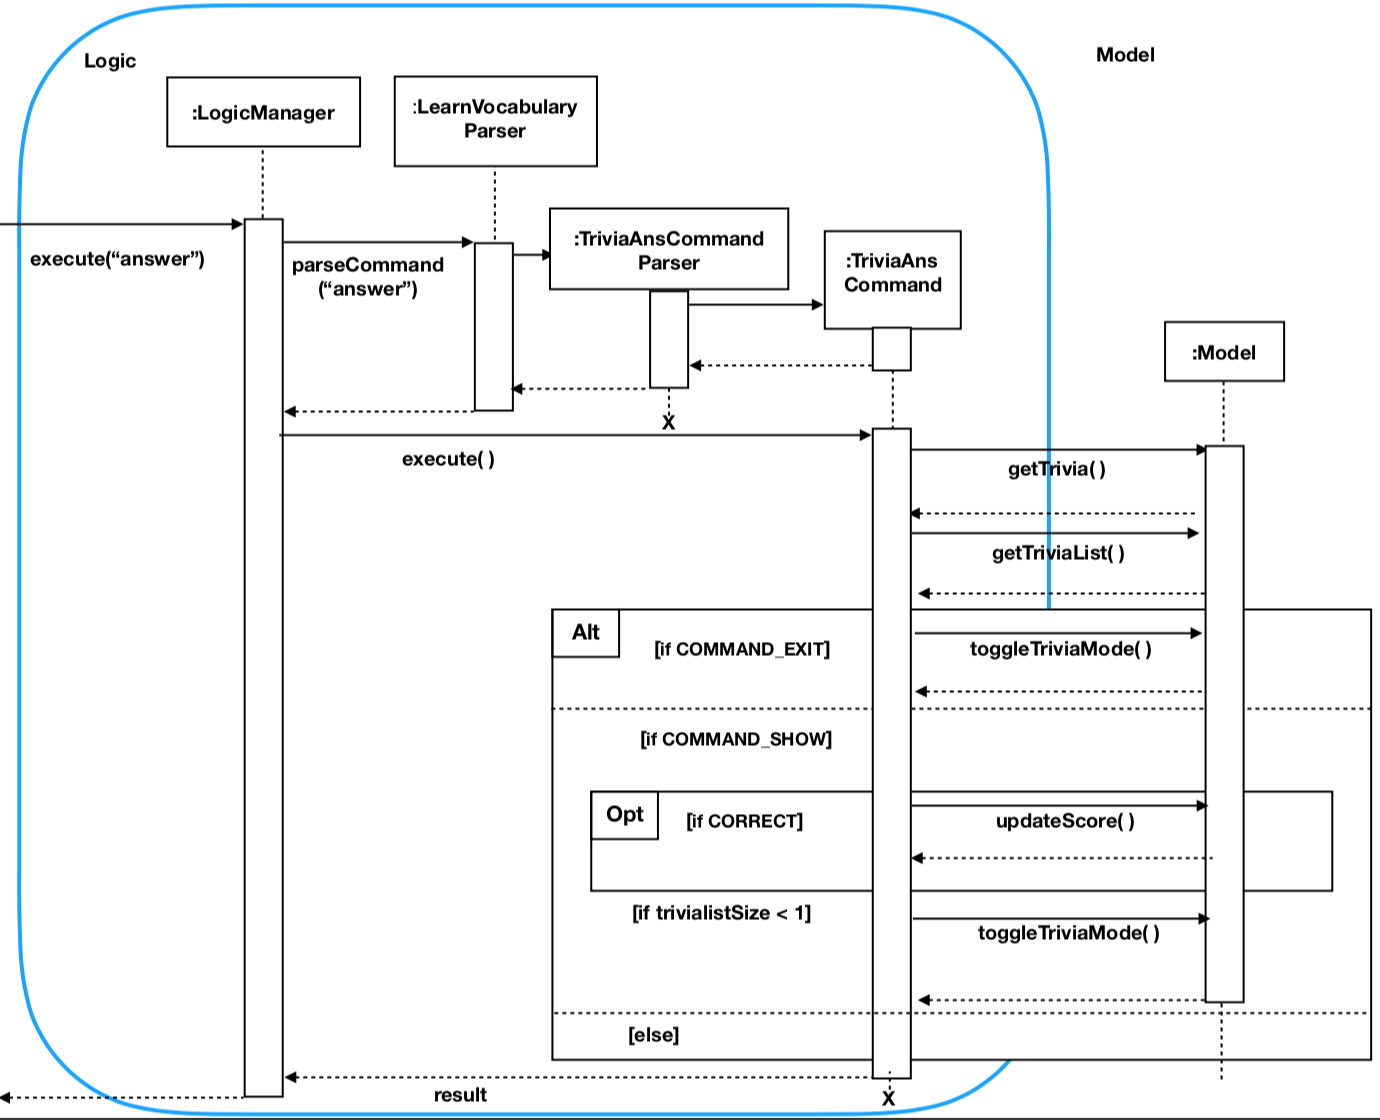 Logic
Model
:LogicManager
:LearnVocabulary
Parser
:TriviaAnsCommand
Parser
:TriviaAns
Command
:Model
execute(“answer”)
parseCommand
(“answer”)
X
execute( )
getTrivia( )
getTriviaList( )
Alt
[if COMMAND_EXIT]
toggleTriviaMode( )
[if COMMAND_SHOW]
Opt
[if CORRECT]
updateScore( )
[if trivialistSize < 1]
toggleTriviaMode( )
[else]
result
X